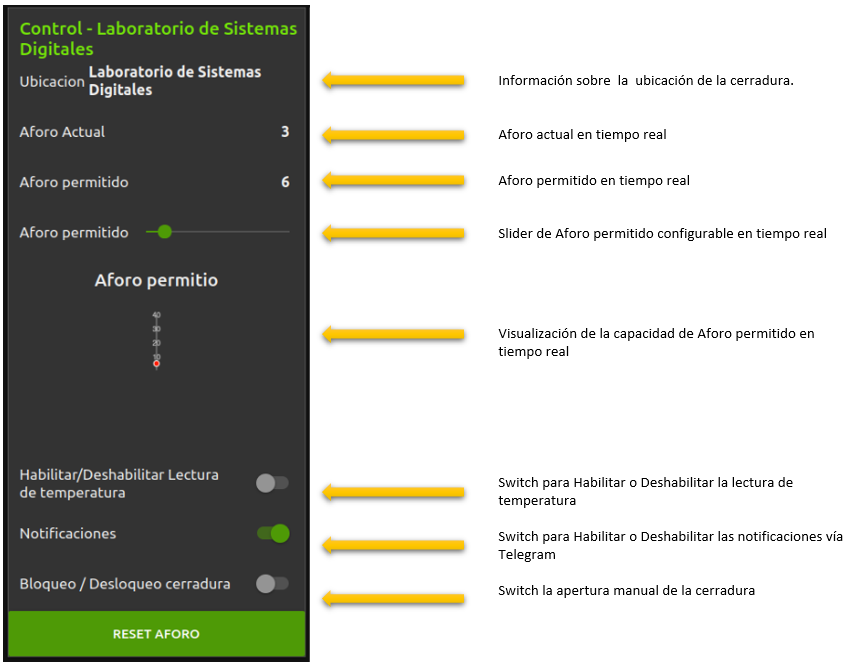 Control - Laboratorio de Sistemas
Digitales
Ubicacion Laboratorio de Sistemas
Digitales
Información sobre la ubicación de la cerradura.
Aforo Actual 3
Aforo actual en tiempo real
Aforo permitido 6
Aforo permitido en tiempo real
Aforo permitido
Slider de Aforo permitido configurable en tiempo real
Aforo permitio
40
30
20
10
Visualización de la capacidad de Aforo permitido en
tiempo real
Habilitar/Deshabilitar Lectura
de temperatura
Switch para Habilitar o Deshabilitar la lectura de
temperatura
Notificaciones
Switch para Habilitar o Deshabilitar las notificaciones vía
Telegram
Bloqueo / Desloqueo cerradura
Switch la apertura manual de la cerradura
RESET AFORO